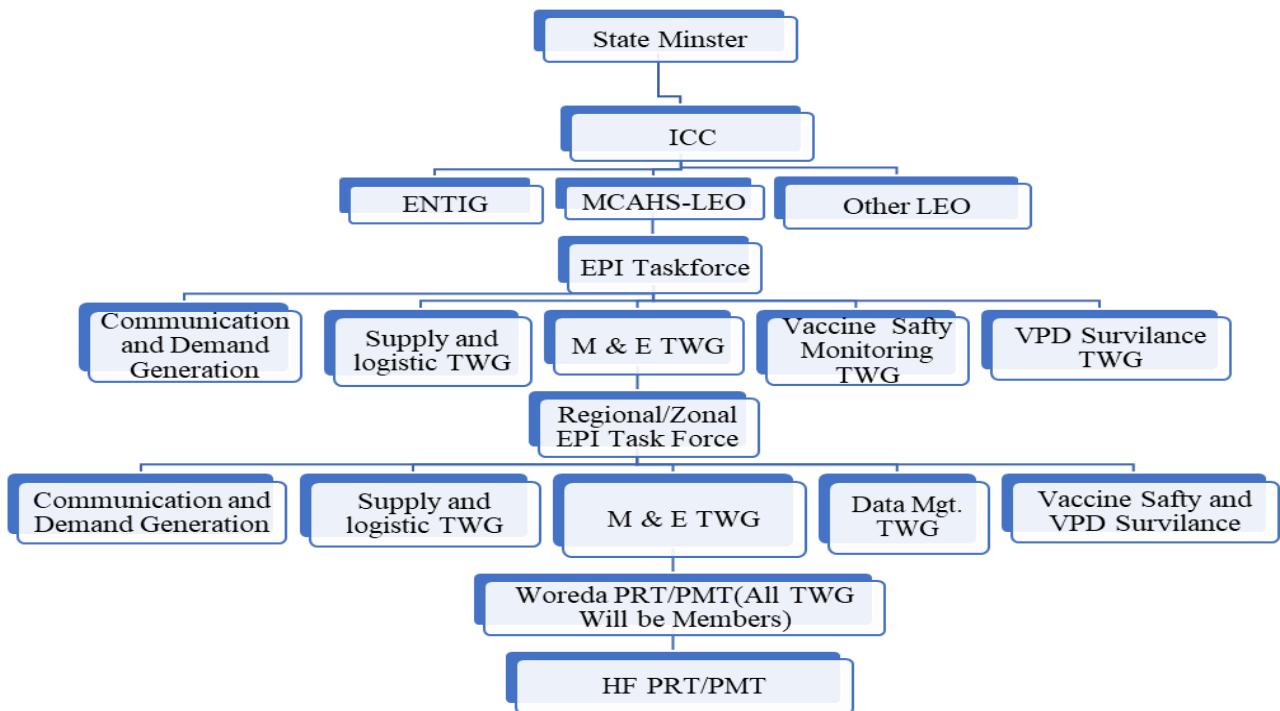 State Minster
ICC
ENTIG
MCAHS-LEO
Other LEO
EPI Taskforce
Communication
and Demand
Generation
Supply and
logistic TWG
M & E TWG
Vaccine Safty
Monitoring
TWG
VPD Survilance
TWG
Regional/Zonal
EPI Task Force
Communication and
Demand Generation
Supply and
logistic TWG
M & E TWG
Data Mgt.
TWG
Vaccine Safty and
VPD Survilance
Woreda PRT/PMT(All TWG
Will be Members)
HF PRT/PMT